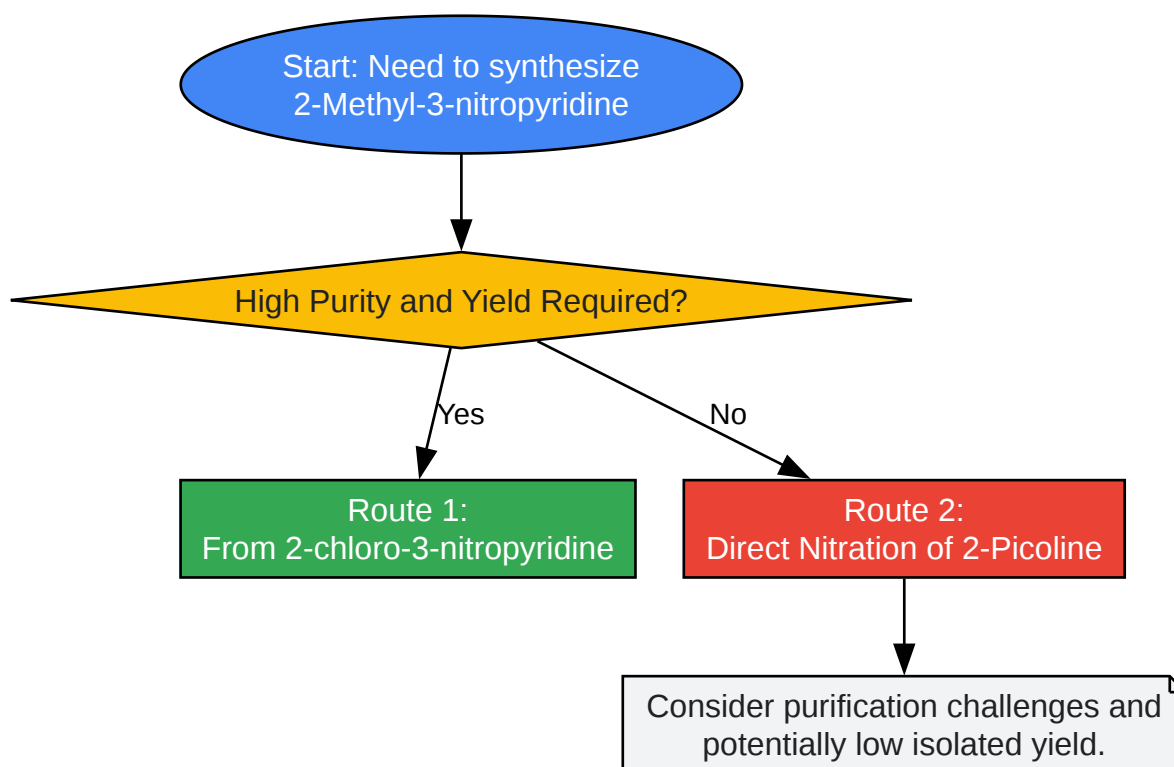 Start: Need to synthesize
2-Methyl-3-nitropyridine
High Purity and Yield Required?
Yes
No
Route 1:
From 2-chloro-3-nitropyridine
Route 2:
Direct Nitration of 2-Picoline
Consider purification challenges and
potentially low isolated yield.